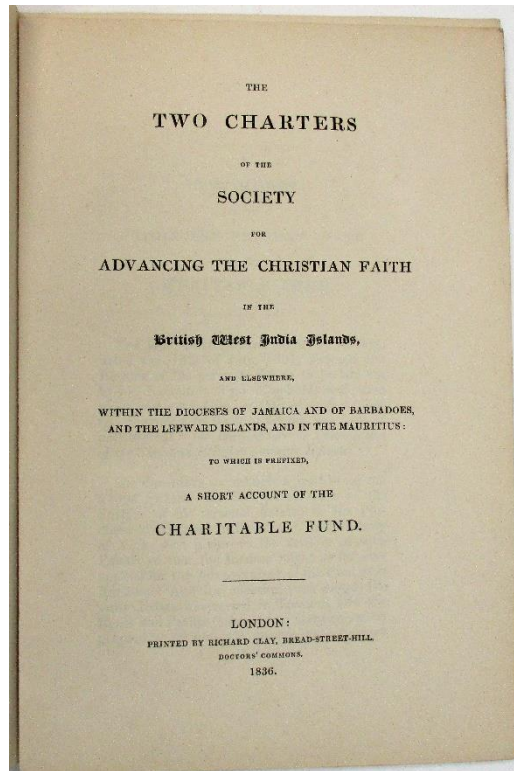 THE
TWO CHARTERS
OF THE
SOCIETY
FOR
ADVANCING THE CHRISTIAN FAITH
IN THE
British West India Islands,
AND ELSEWHERE,
WITHIN THE DIOCESES OF JAMAICA AND OF BARBADOES,
AND THE LEEWARD ISLANDS, AND IN THE MAURITIUS:
TO WHICH IS PREFIXED,
A SHORT ACCOUNT OF THE
CHARITABLE FUND.
LONDON:
PRINTED BY RICHARD CLAY, BREAD-STREET-HILL,
DOCTORS' COMMONS.
1836.